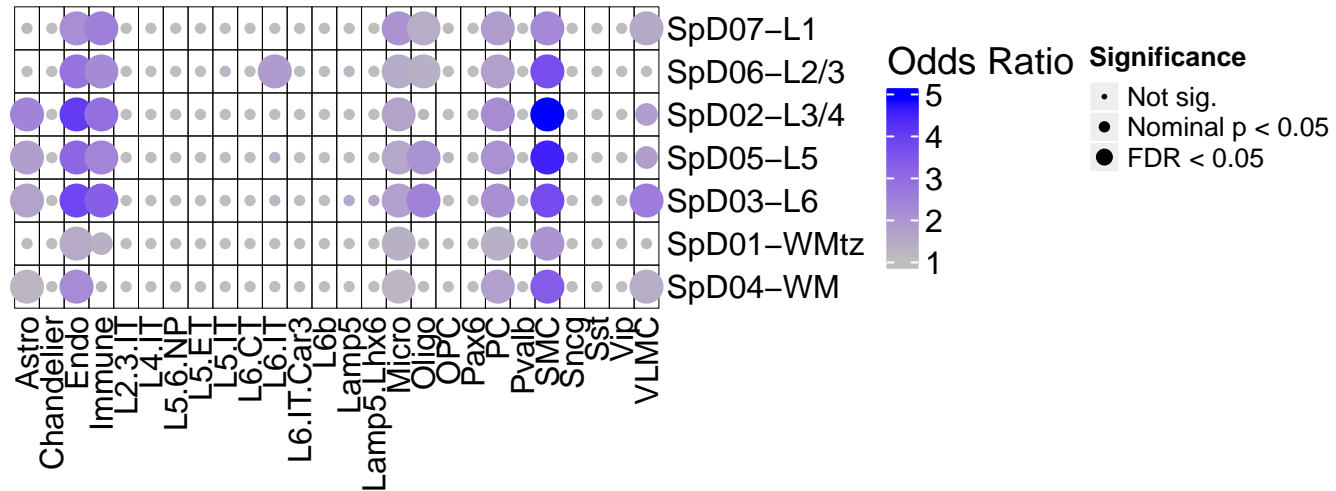 SpD07−L1
SpD06−L2/3
SpD02−L3/4
SpD05−L5
SpD03−L6
SpD01−WMtz
SpD04−WM
Astro
Chandelier
Endo
Immune
L2.3.IT
L4.IT
L5.6.NP
L5.ET
L5.IT
L6.CT
L6.IT
L6.IT.Car3
L6b
Lamp5
Lamp5.Lhx6
Micro
Oligo
OPC
Pax6
PC
Pvalb
SMC
Sncg
Sst
Vip
VLMC
Odds Ratio
5
4
3
2
1
Significance
Not sig.
Nominal p < 0.05
FDR < 0.05